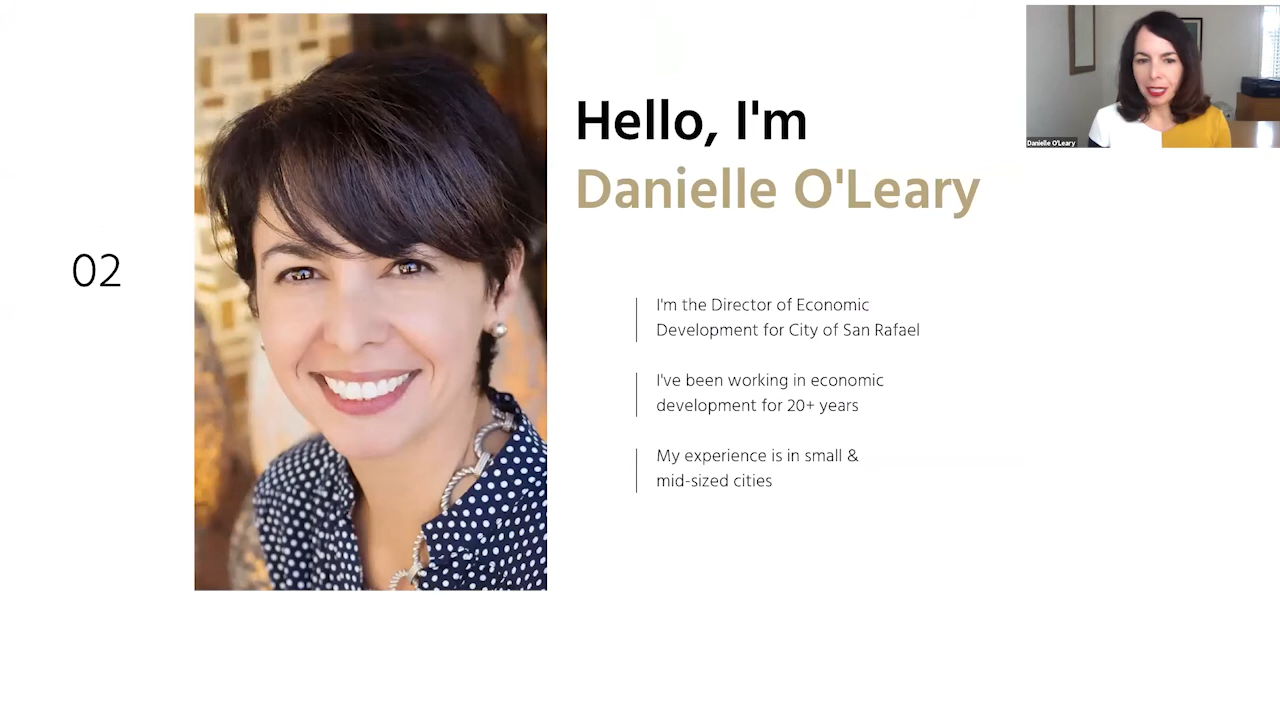 02
Hello, I'm
Danielle O'Leary
I'm the Director of Economic
Development for City of San Rafael
I've been working in economic
development for 20+ years
My experience is in small &
mid-sized cities
Danielle O'Leary